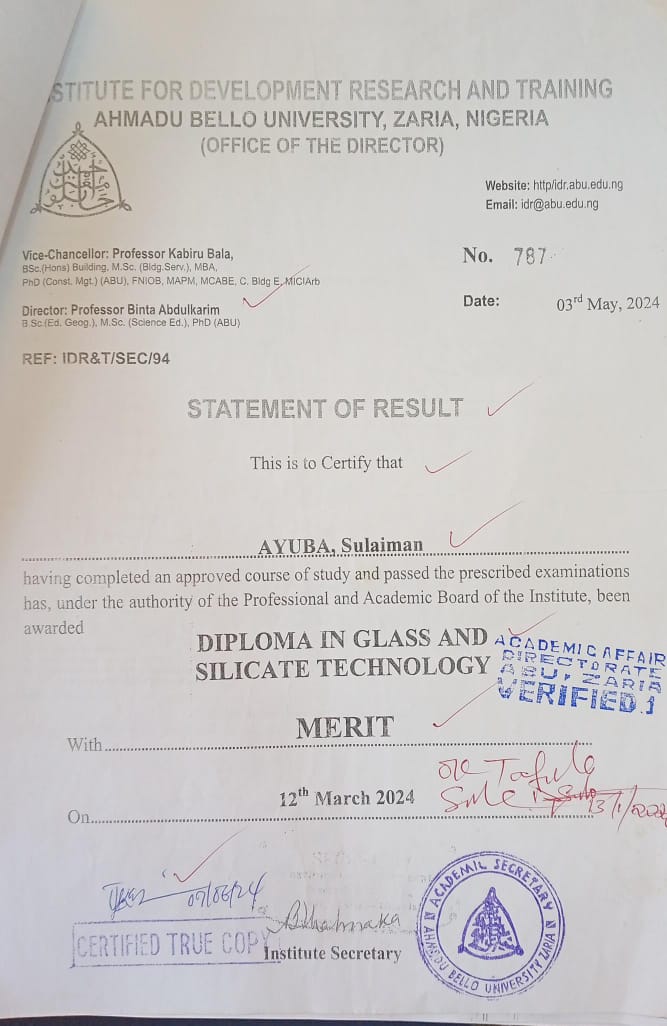 STITUTE FOR DEVELOPMENT RESEARCH AND TRAINING
AHMADU BELLO UNIVERSITY, ZARIA, NIGERIA
(OFFICE OF THE DIRECTOR)
Website: http/idr.abu.edu.ng
Email: idr@abu.edu.ng
Vice-Chancellor: Professor Kabiru Bala,
BSc.(Hons) Building, M.Sc. (Bldg.Serv.), MBA,
PhD (Const. Mgt.) (ABU), FNIOB, MAPM, MCABE, C. Bldg E, MICIArb
No. 787
Director: Professor Binta Abdulkarim
B.Sc.(Ed. Geog.), M.Sc. (Science Ed.), PhD (ABU)
Date: 03rd May, 2024
REF: IDR&T/SEC/94
STATEMENT OF RESULT
This is to Certify that
AYUBA, Sulaiman
having completed an approved course of study and passed the prescribed examinations
has, under the authority of the Professional and Academic Board of the Institute, been
awarded
DIPLOMA IN GLASS AND
SILICATE TECHNOLOGY
ACADEMIC AFFAIR
DIRECTORATE
ABU, ZARIA
VERIFIED 1
With MERIT
On 12th March 2024
07/06/24
CERTIFIED TRUE COPY
Institute Secretary
ACADEMIC SECRETARY
AHMADU BELLO UNIVERSITY ZARIA